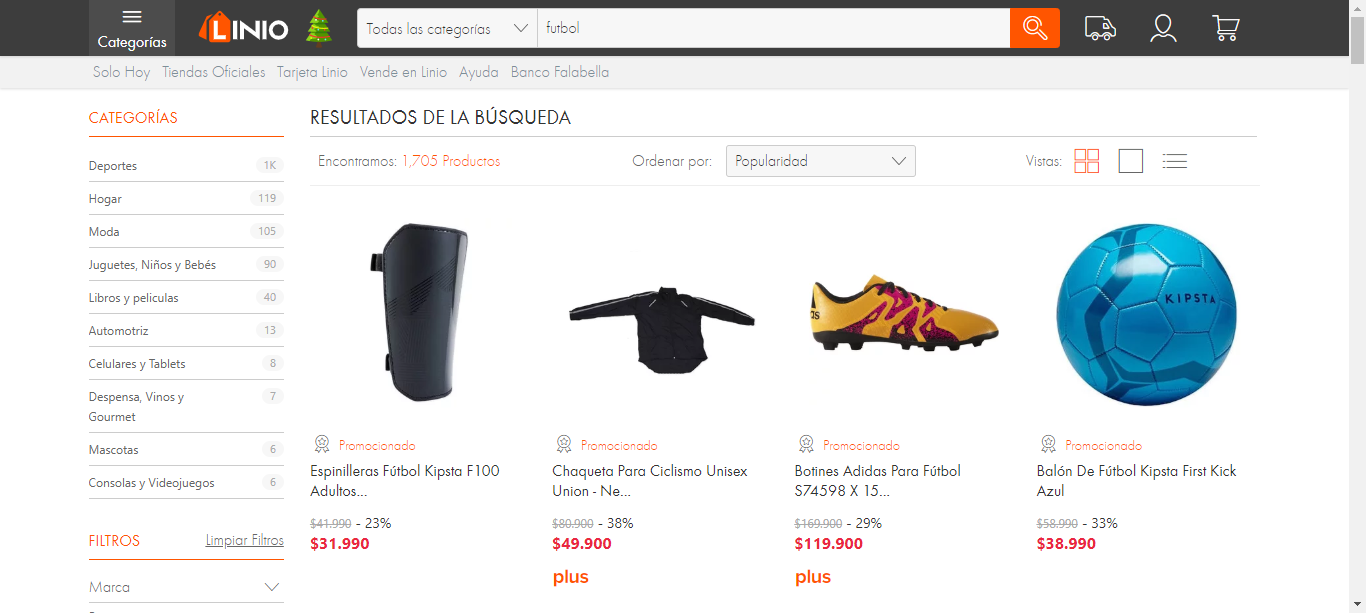 Categorías
LINIO
Todas las categorías
futbol
Solo Hoy Tiendas Oficiales Tarjeta Linio Vende en Linio Ayuda Banco Falabella
CATEGORÍAS
Deportes 1K
Hogar 119
Moda 105
Juguetes, Niños y Bebés 90
Libros y peliculas 40
Automotriz 13
Celulares y Tablets 8
Despensa, Vinos y 7
Gourmet
Mascotas 6
Consolas y Videojuegos 6
FILTROS Limpiar Filtros
Marca
RESULTADOS DE LA BÚSQUEDA
Encontramos: 1,705 Productos
Ordenar por: Popularidad
Vistas:
Promocionado
Espinilleras Fútbol Kipsta F100
Adultos...
$41.990 - 23%
$31.990
Promocionado
Chaqueta Para Ciclismo Unisex
Union - Ne...
$80.900 - 38%
$49.900
plus
adidas
Promocionado
Botines Adidas Para Fútbol
S74598 X 15...
$169.900 - 29%
$119.900
plus
KIPSTA
Promocionado
Balón De Fútbol Kipsta First Kick
Azul
$58.990 - 33%
$38.990